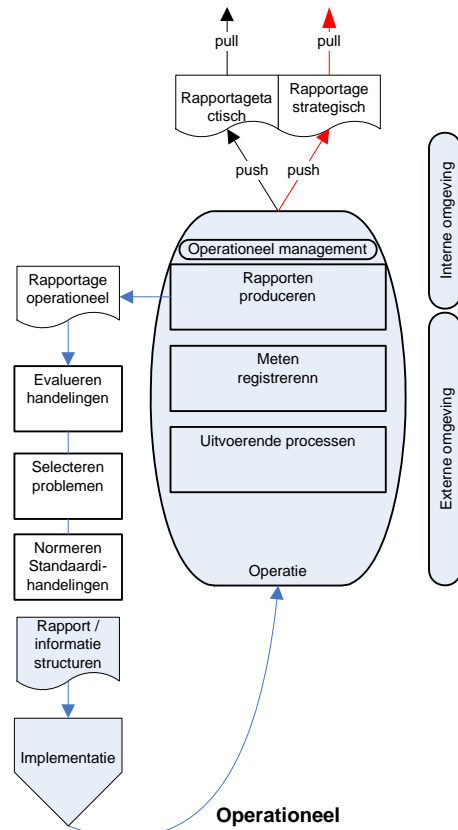 pull
pull
Rapportageta
ctisch
Rapportage
strategisch
push
push
Interne omgeving
Operationeel management
Rapporten
produceren
Rapportage
operationeel
Meten
registrerenn
Evalueren
handelingen
Externe omgeving
Uitvoerende processen
Selecteren
problemen
Normeren
Standaardi-
handelingen
Operatie
Rapport /
informatie
structuren
Implementatie
Operationeel